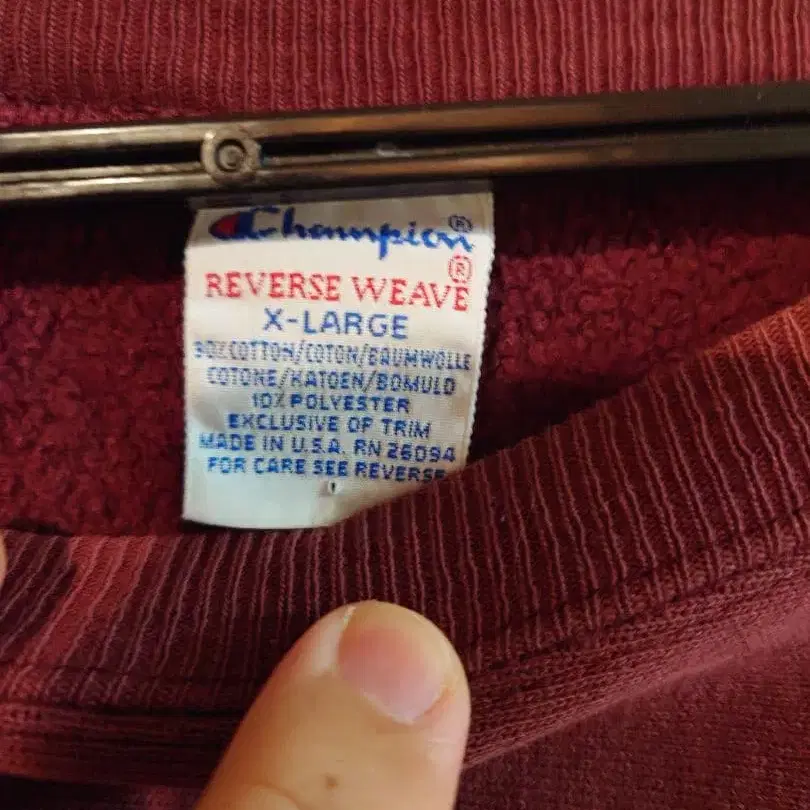 Champion®
REVERSE WEAVE®
X-LARGE
90% COTTON/COTON/BAUMWOLLE
COTONE/KATOEN/BOMULD
10% POLYESTER
EXCLUSIVE OF TRIM
MADE IN U.S.A. RN 26094
FOR CARE SEE REVERSE